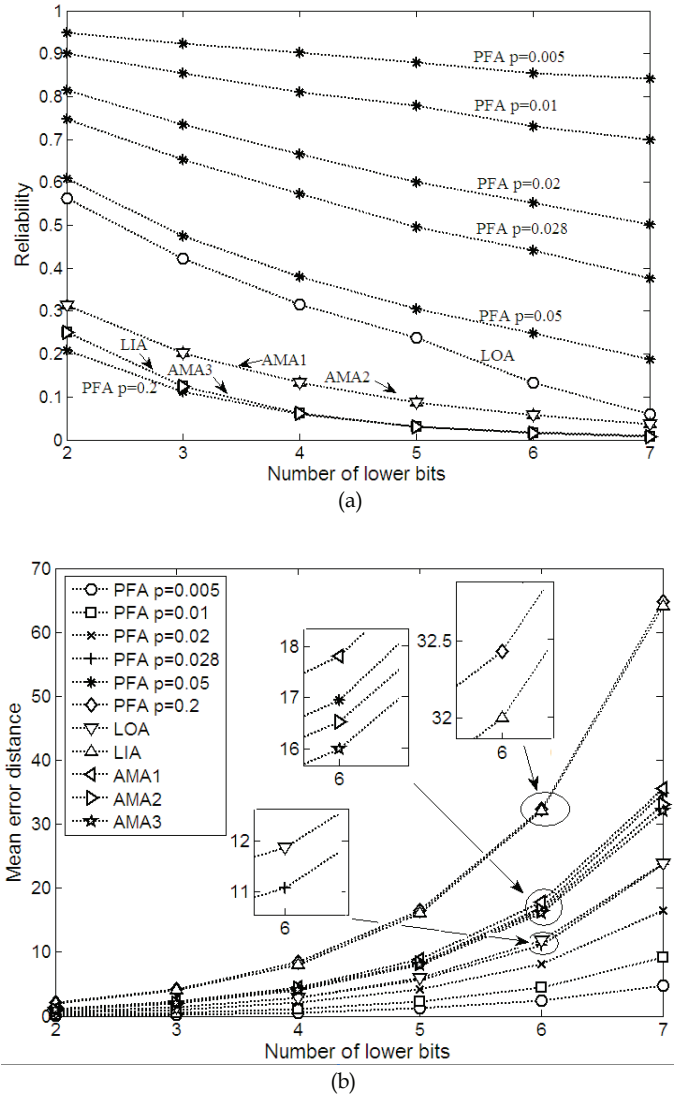 1
0.9
0.8
0.7
0.6
0.5
0.4
0.3
0.2
0.1
0
Reliability
PFA p=0.005
PFA p=0.01
PFA p=0.02
PFA p=0.028
PFA p=0.05
LOA
LIA
AMA1
AMA3
AMA2
PFA p=0.2
2 3 4 5 6 7
Number of lower bits
(a)
70
60
50
40
30
20
10
0
Mean error distance
PFA p=0.005
PFA p=0.01
PFA p=0.02
PFA p=0.028
PFA p=0.05
PFA p=0.2
LOA
LIA
AMA1
AMA2
AMA3
18
17
16
6
32.5
32
6
12
11
6
2 3 4 5 6 7
Number of lower bits
(b)